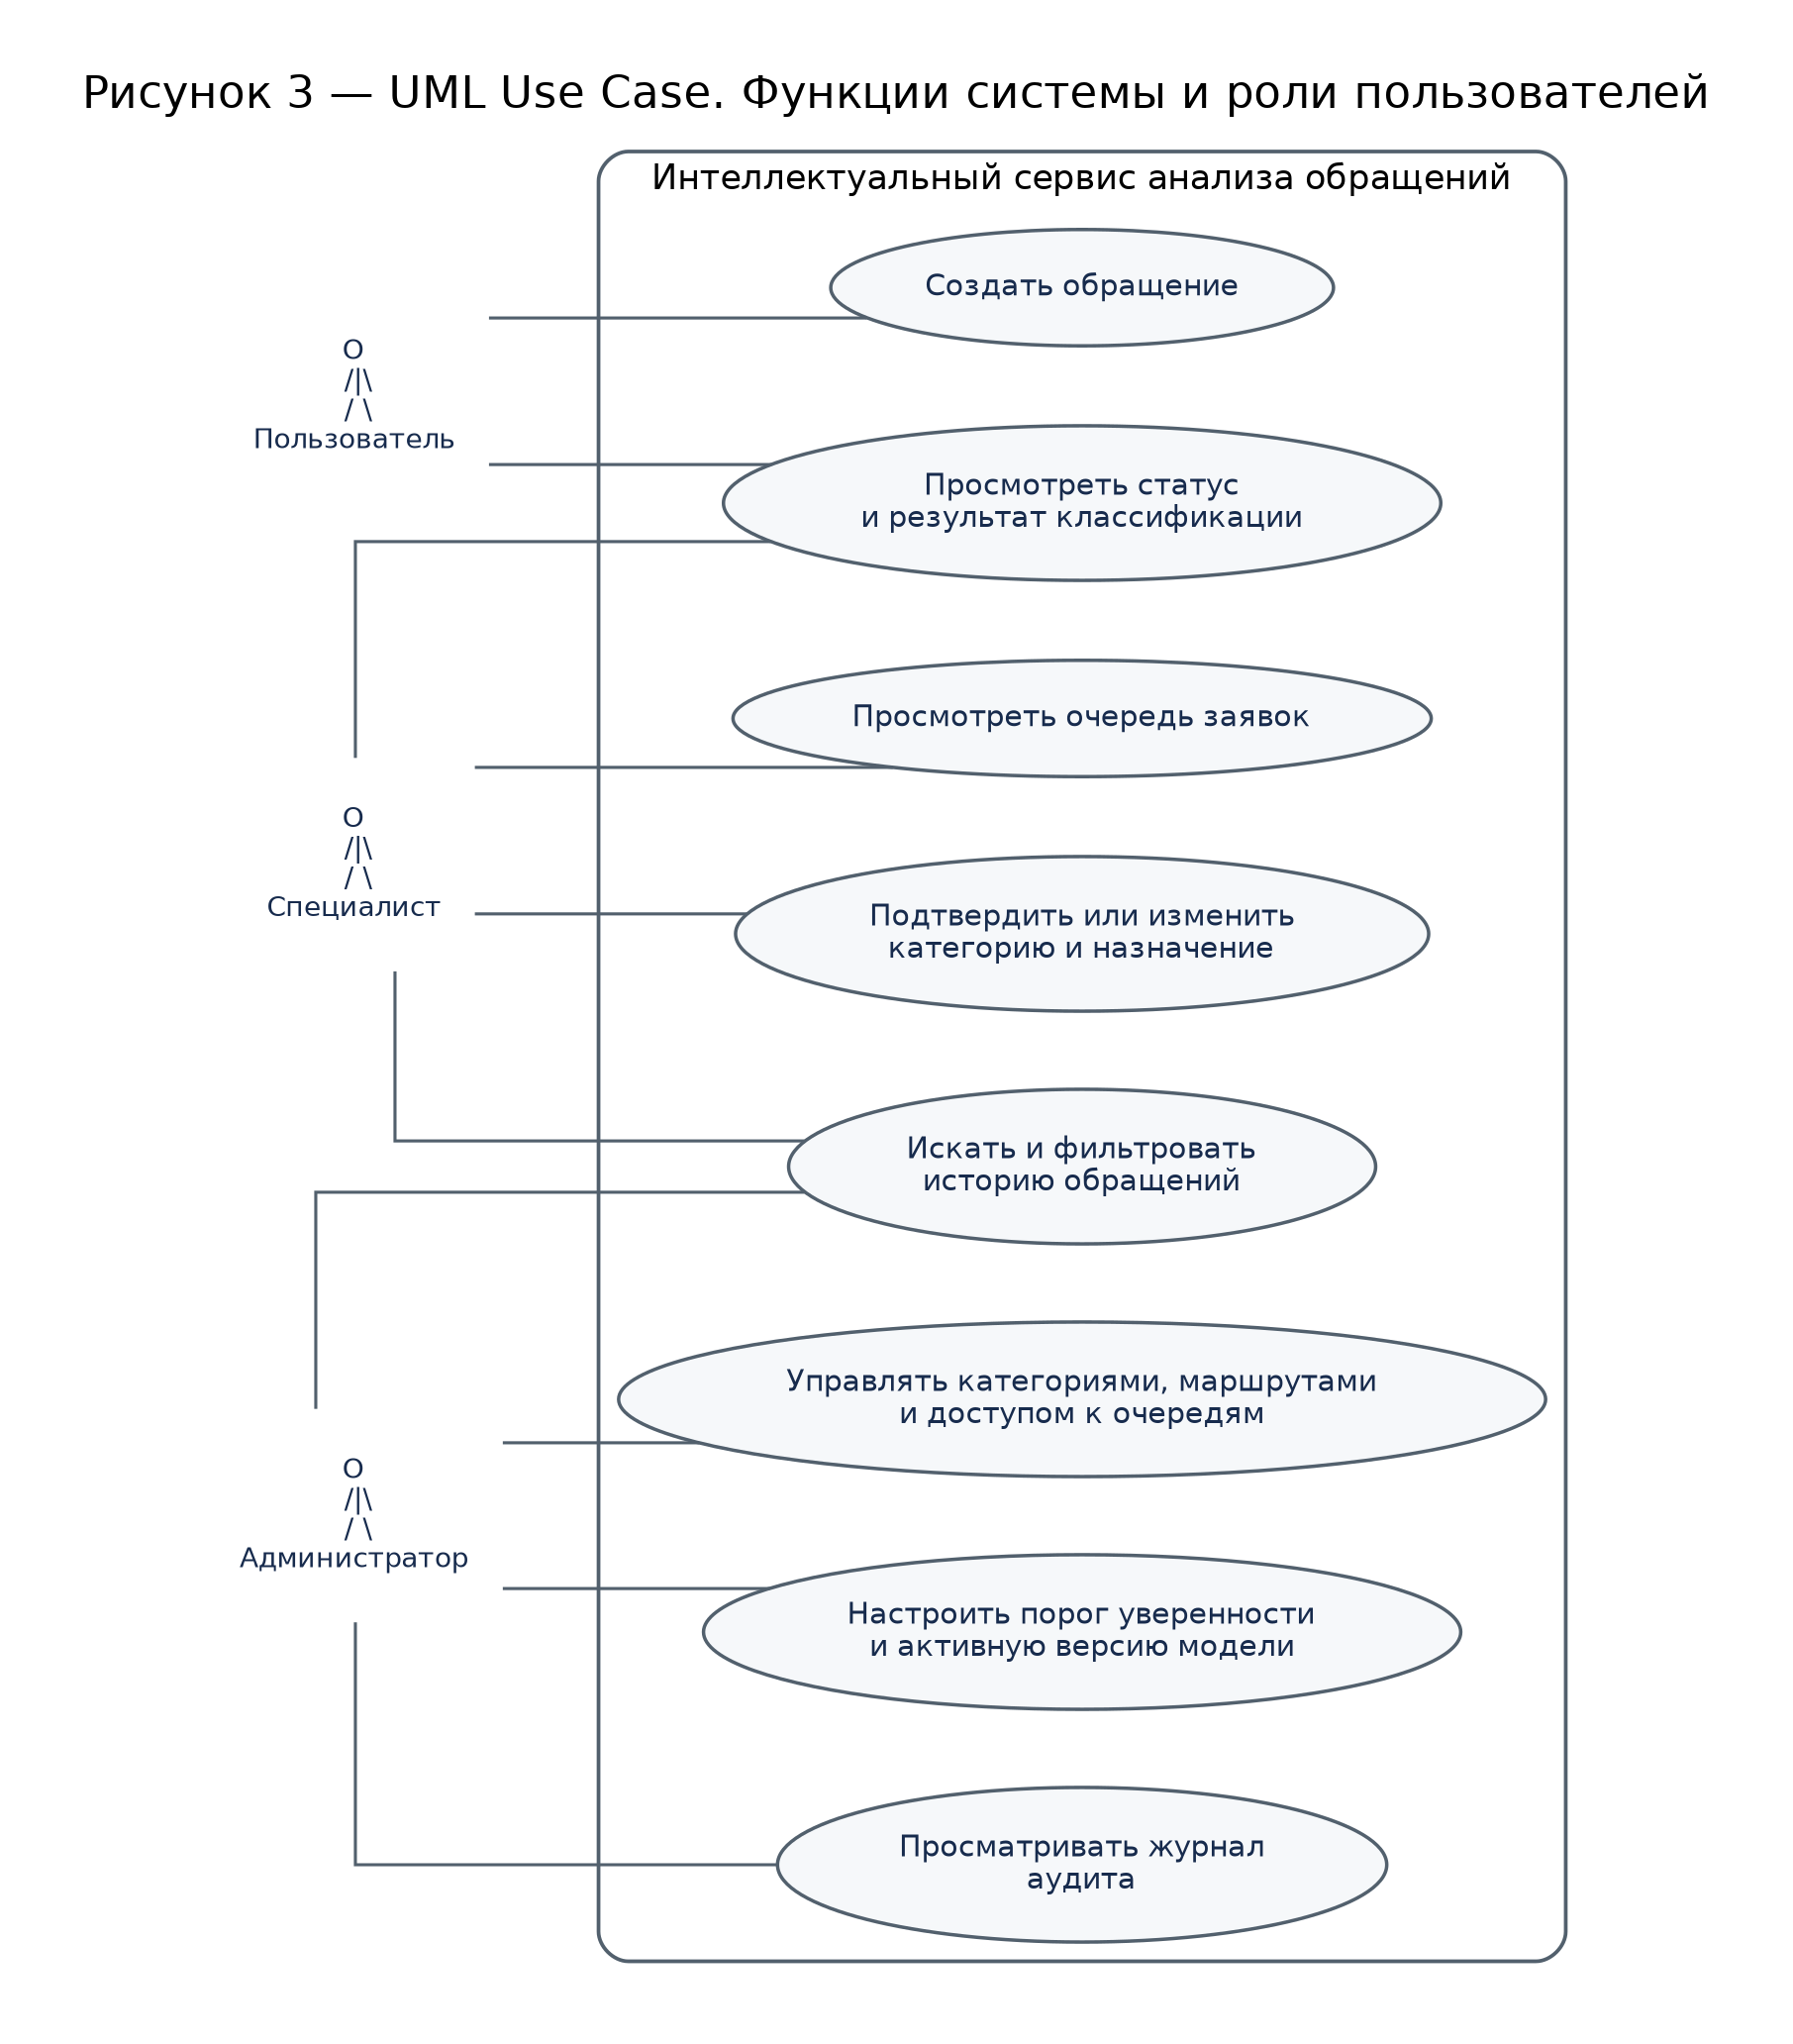 Рисунок 3 — UML Use Case. Функции системы и роли пользователей
Интеллектуальный сервис анализа обращений
Создать обращение
O
/|\
/ \
Пользователь
Просмотреть статус
и результат классификации
Просмотреть очередь заявок
O
/|\
/ \
Специалист
Подтвердить или изменить
категорию и назначение
Искать и фильтровать
историю обращений
Управлять категориями, маршрутами
и доступом к очередям
O
/|\
/ \
Администратор
Настроить порог уверенности
и активную версию модели
Просматривать журнал
аудита